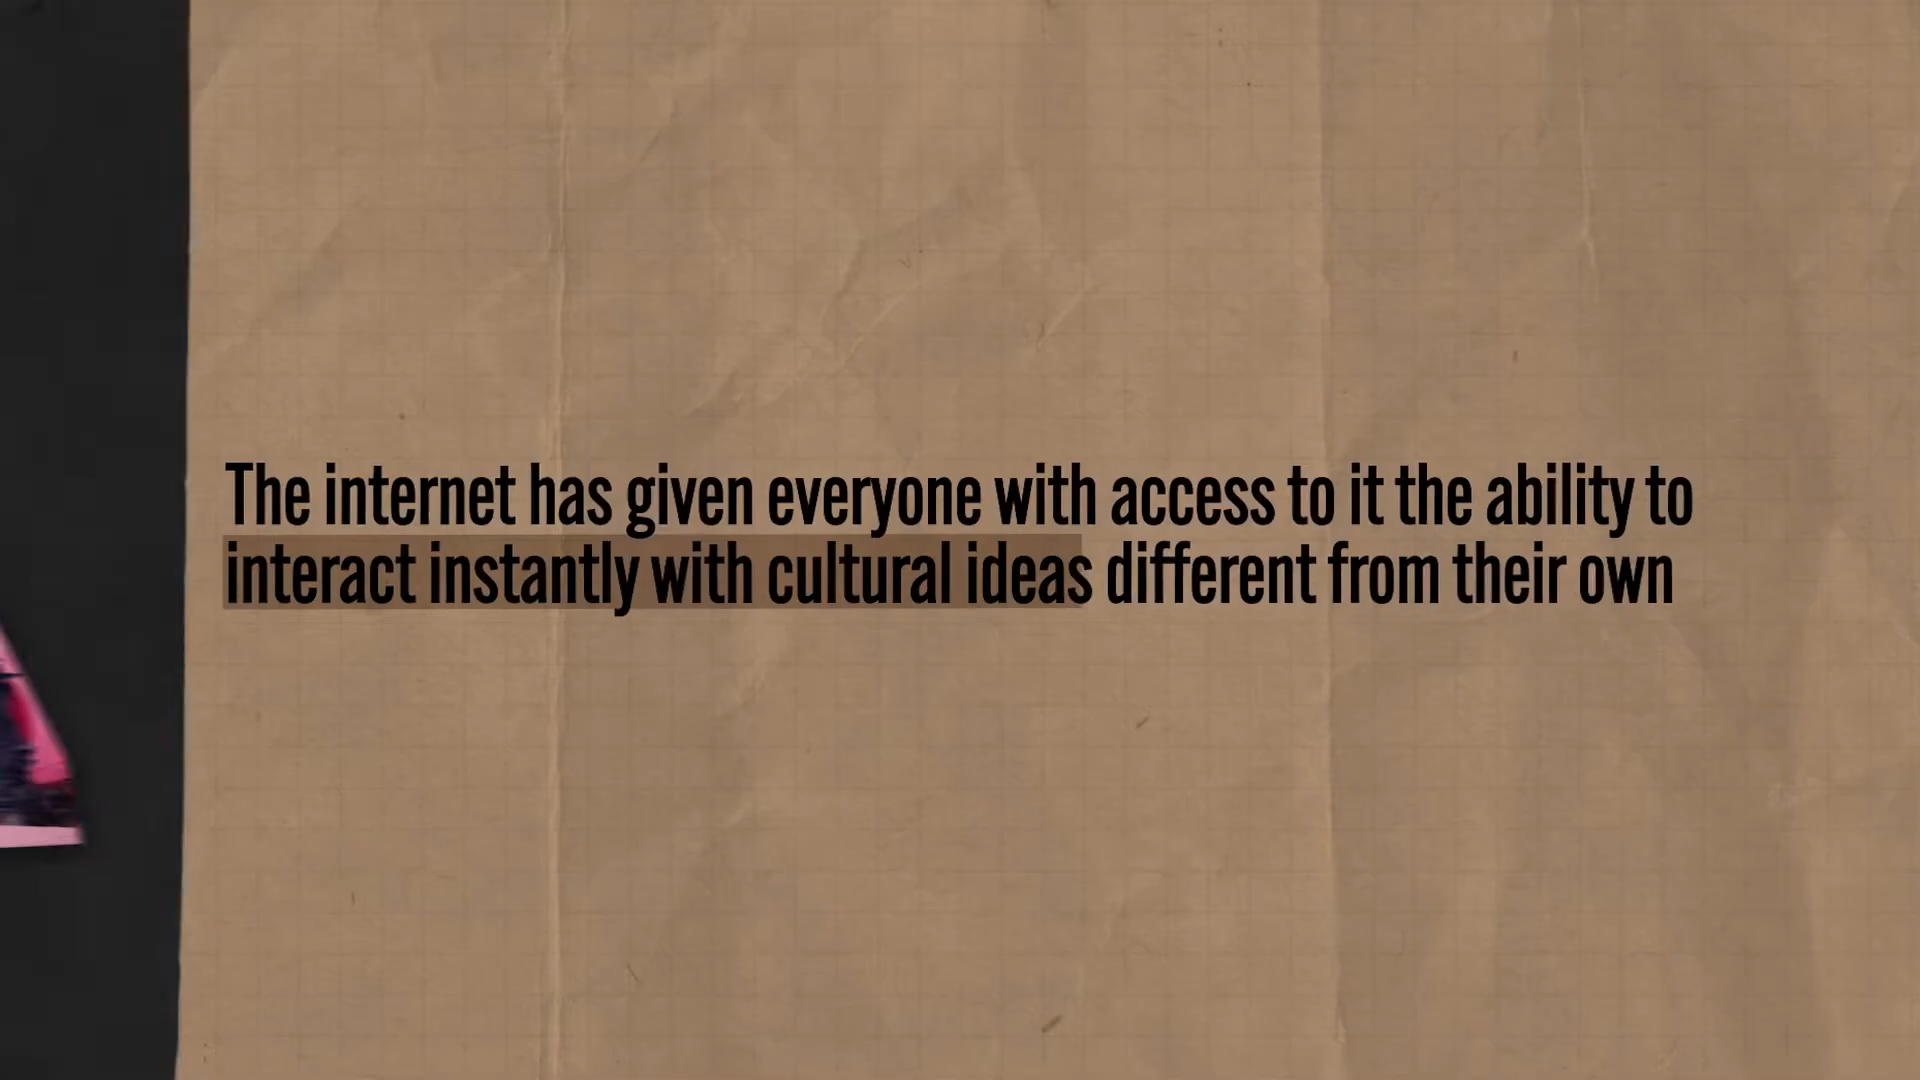 The internet has given everyone with access to it the ability to
interact instantly with cultural ideas different from their own